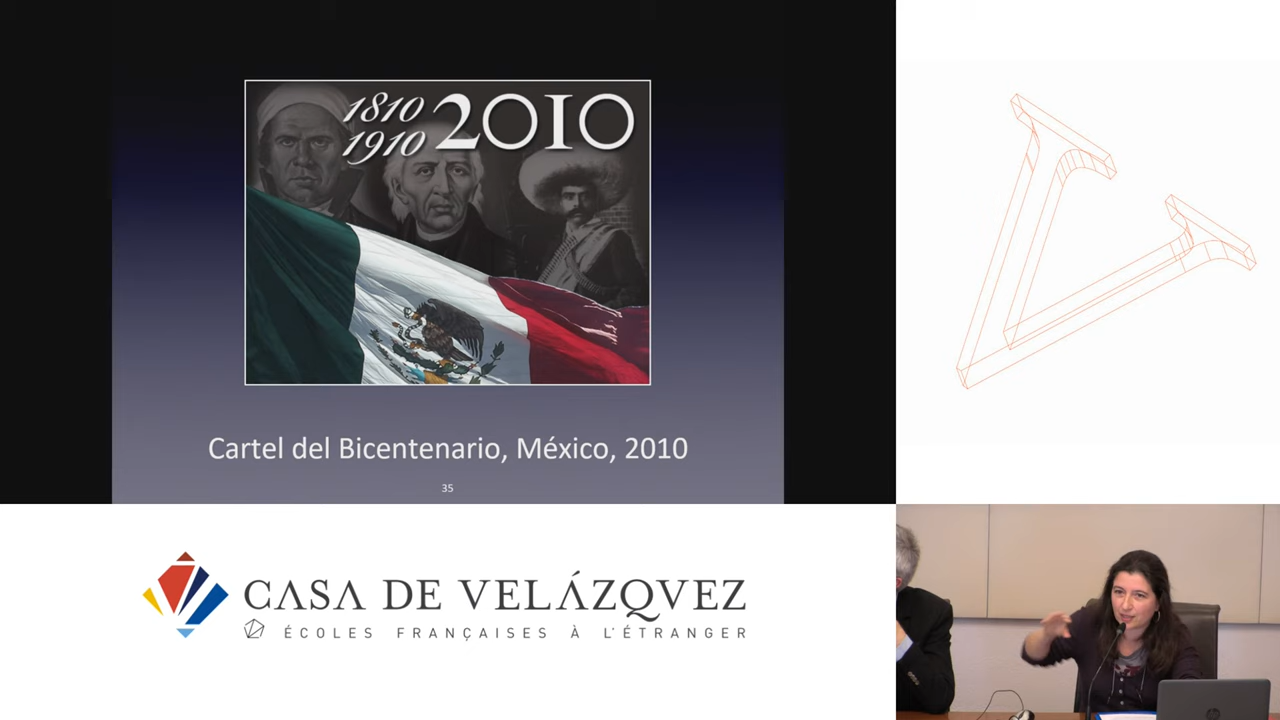 1810
1910
2010
Cartel del Bicentenario, México, 2010
35
CASA DE VELÁZQVEZ
ÉCOLES FRANÇAISES À L'ÉTRANGER